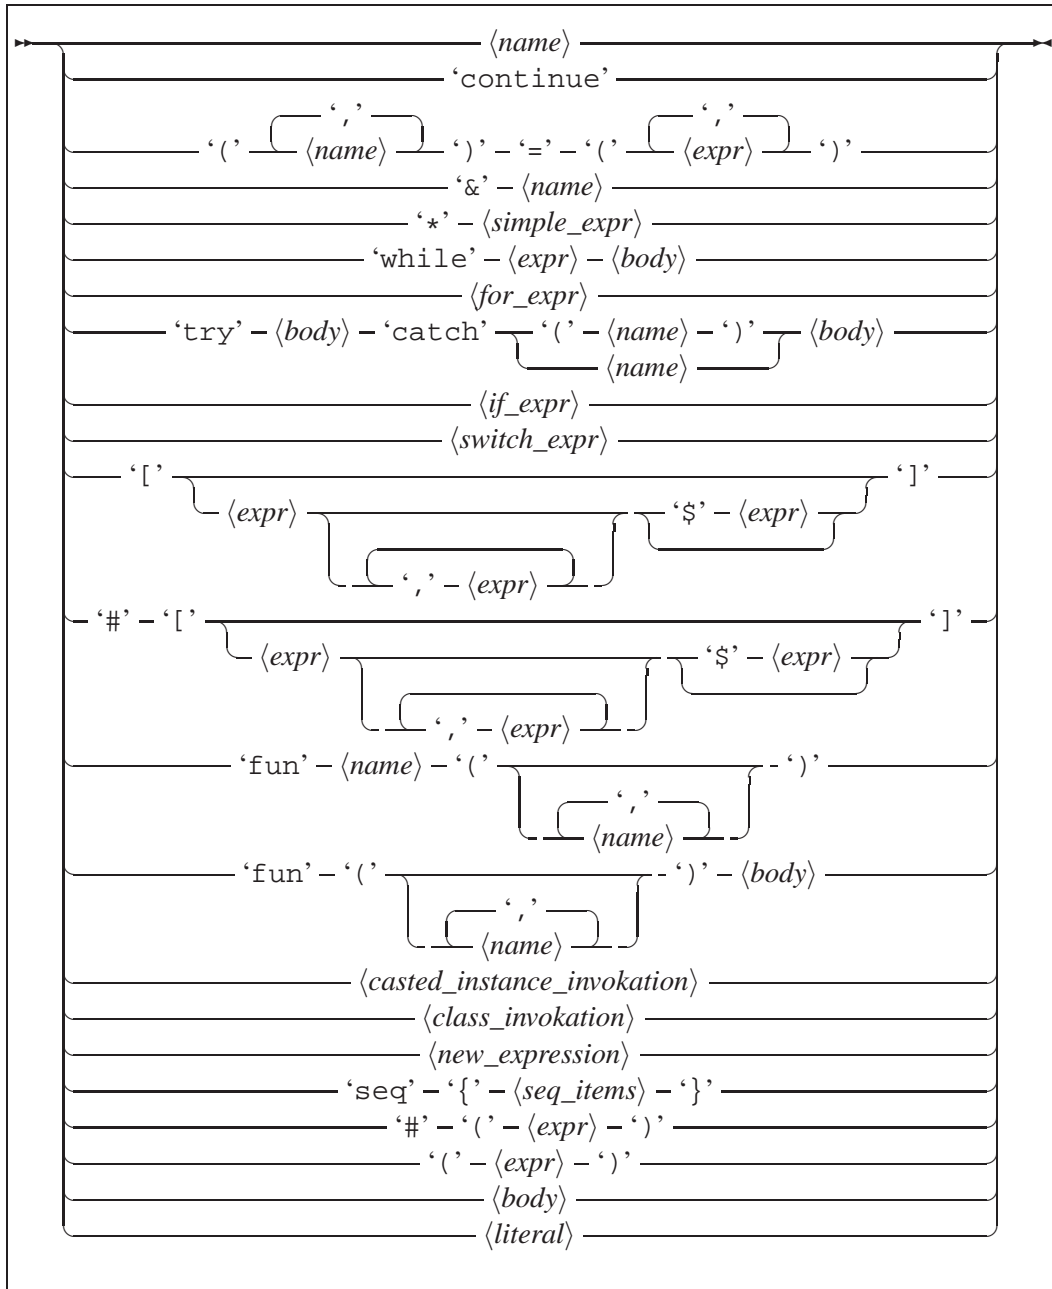 ⟨name⟩
‘continue’
‘,’ ‘,’
‘(’ ⟨name⟩ ‘)’ ‘=’ ‘(’ ⟨expr⟩ ‘)’
‘&’ ⟨name⟩
‘*’ ⟨simple_expr⟩
‘while’ ⟨expr⟩ ⟨body⟩
⟨for_expr⟩
‘try’ ⟨body⟩ ‘catch’ ‘(’ ⟨name⟩ ‘)’ ⟨body⟩
⟨name⟩
⟨if_expr⟩
⟨switch_expr⟩
‘[’ ‘]’
⟨expr⟩ ‘$’ ⟨expr⟩
‘,’ ⟨expr⟩
‘#’ ‘[’ ‘]’
⟨expr⟩ ‘$’ ⟨expr⟩
‘,’ ⟨expr⟩
‘fun’ ⟨name⟩ ‘(’ ‘)’
‘,’
⟨name⟩
‘fun’ ‘(’ ‘)’ ⟨body⟩
‘,’
⟨name⟩
⟨casted_instance_invokation⟩
⟨class_invokation⟩
⟨new_expression⟩
‘seq’ ‘{’ ⟨seq_items⟩ ‘}’
‘#’ ‘(’ ⟨expr⟩ ‘)’
‘(’ ⟨expr⟩ ‘)’
⟨body⟩
⟨literal⟩